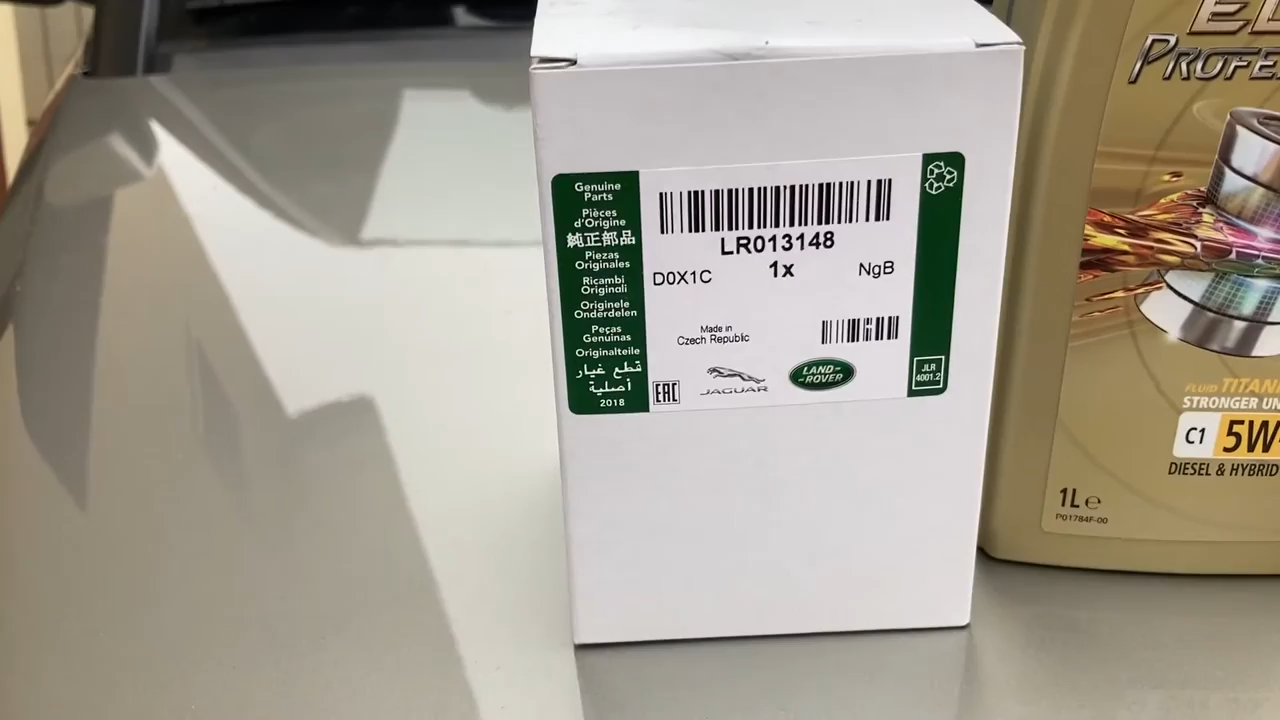 Genuine
Parts
Pièces
d'Origine
純正部品
Piezas
Originales
Ricambi
Originali
Originele
Onderdelen
Peças
Genuinas
Originalteile
قطع غيار
أصلية
2018
LR013148
D0X1C 1x NgB
Made in
Czech Republic
EAC
JAGUAR
LAND-
-ROVER
JLR
4001.2
PROFE
FLUID TITAN
STRONGER UN
C1 5W-
DIESEL & HYBRID
1L e
P01784F-00